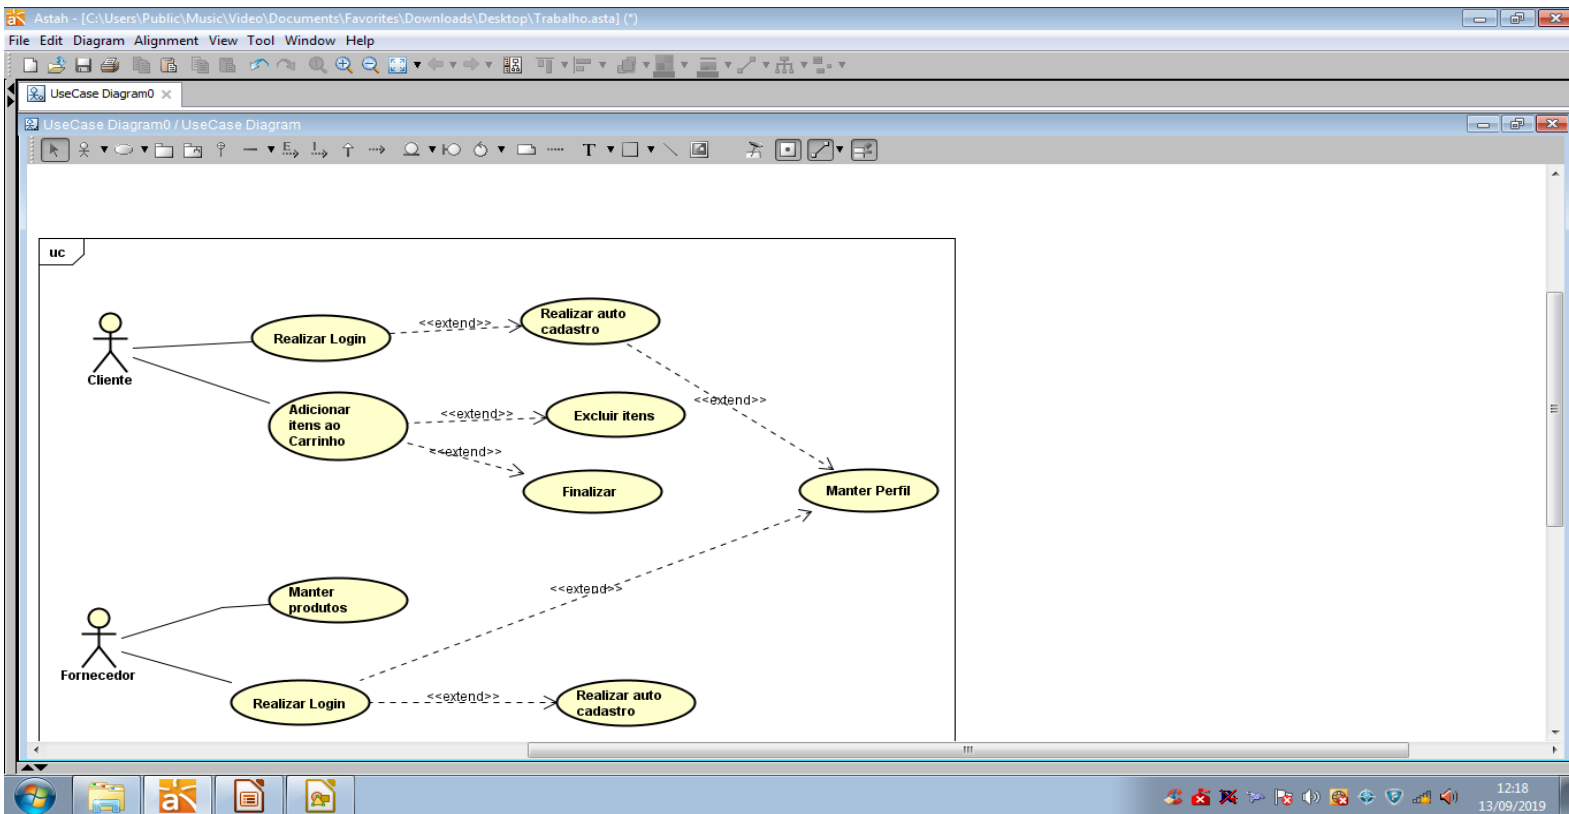 Astah - [C:\Users\Public\Music\Video\Documents\Favorites\Downloads\Desktop\Trabalho.asta] (*)
File Edit Diagram Alignment View Tool Window Help
UseCase Diagram0
UseCase Diagram0 / UseCase Diagram
T
uc
Cliente
Realizar Login
<<extend>>
Realizar auto
cadastro
<<extend>>
Adicionar
itens ao
Carrinho
<<extend>>
Excluir itens
<<extend>>
Finalizar
Manter Perfil
<<extend>>
Manter
produtos
Fornecedor
Realizar Login
<<extend>>
Realizar auto
cadastro
12:18
13/09/2019